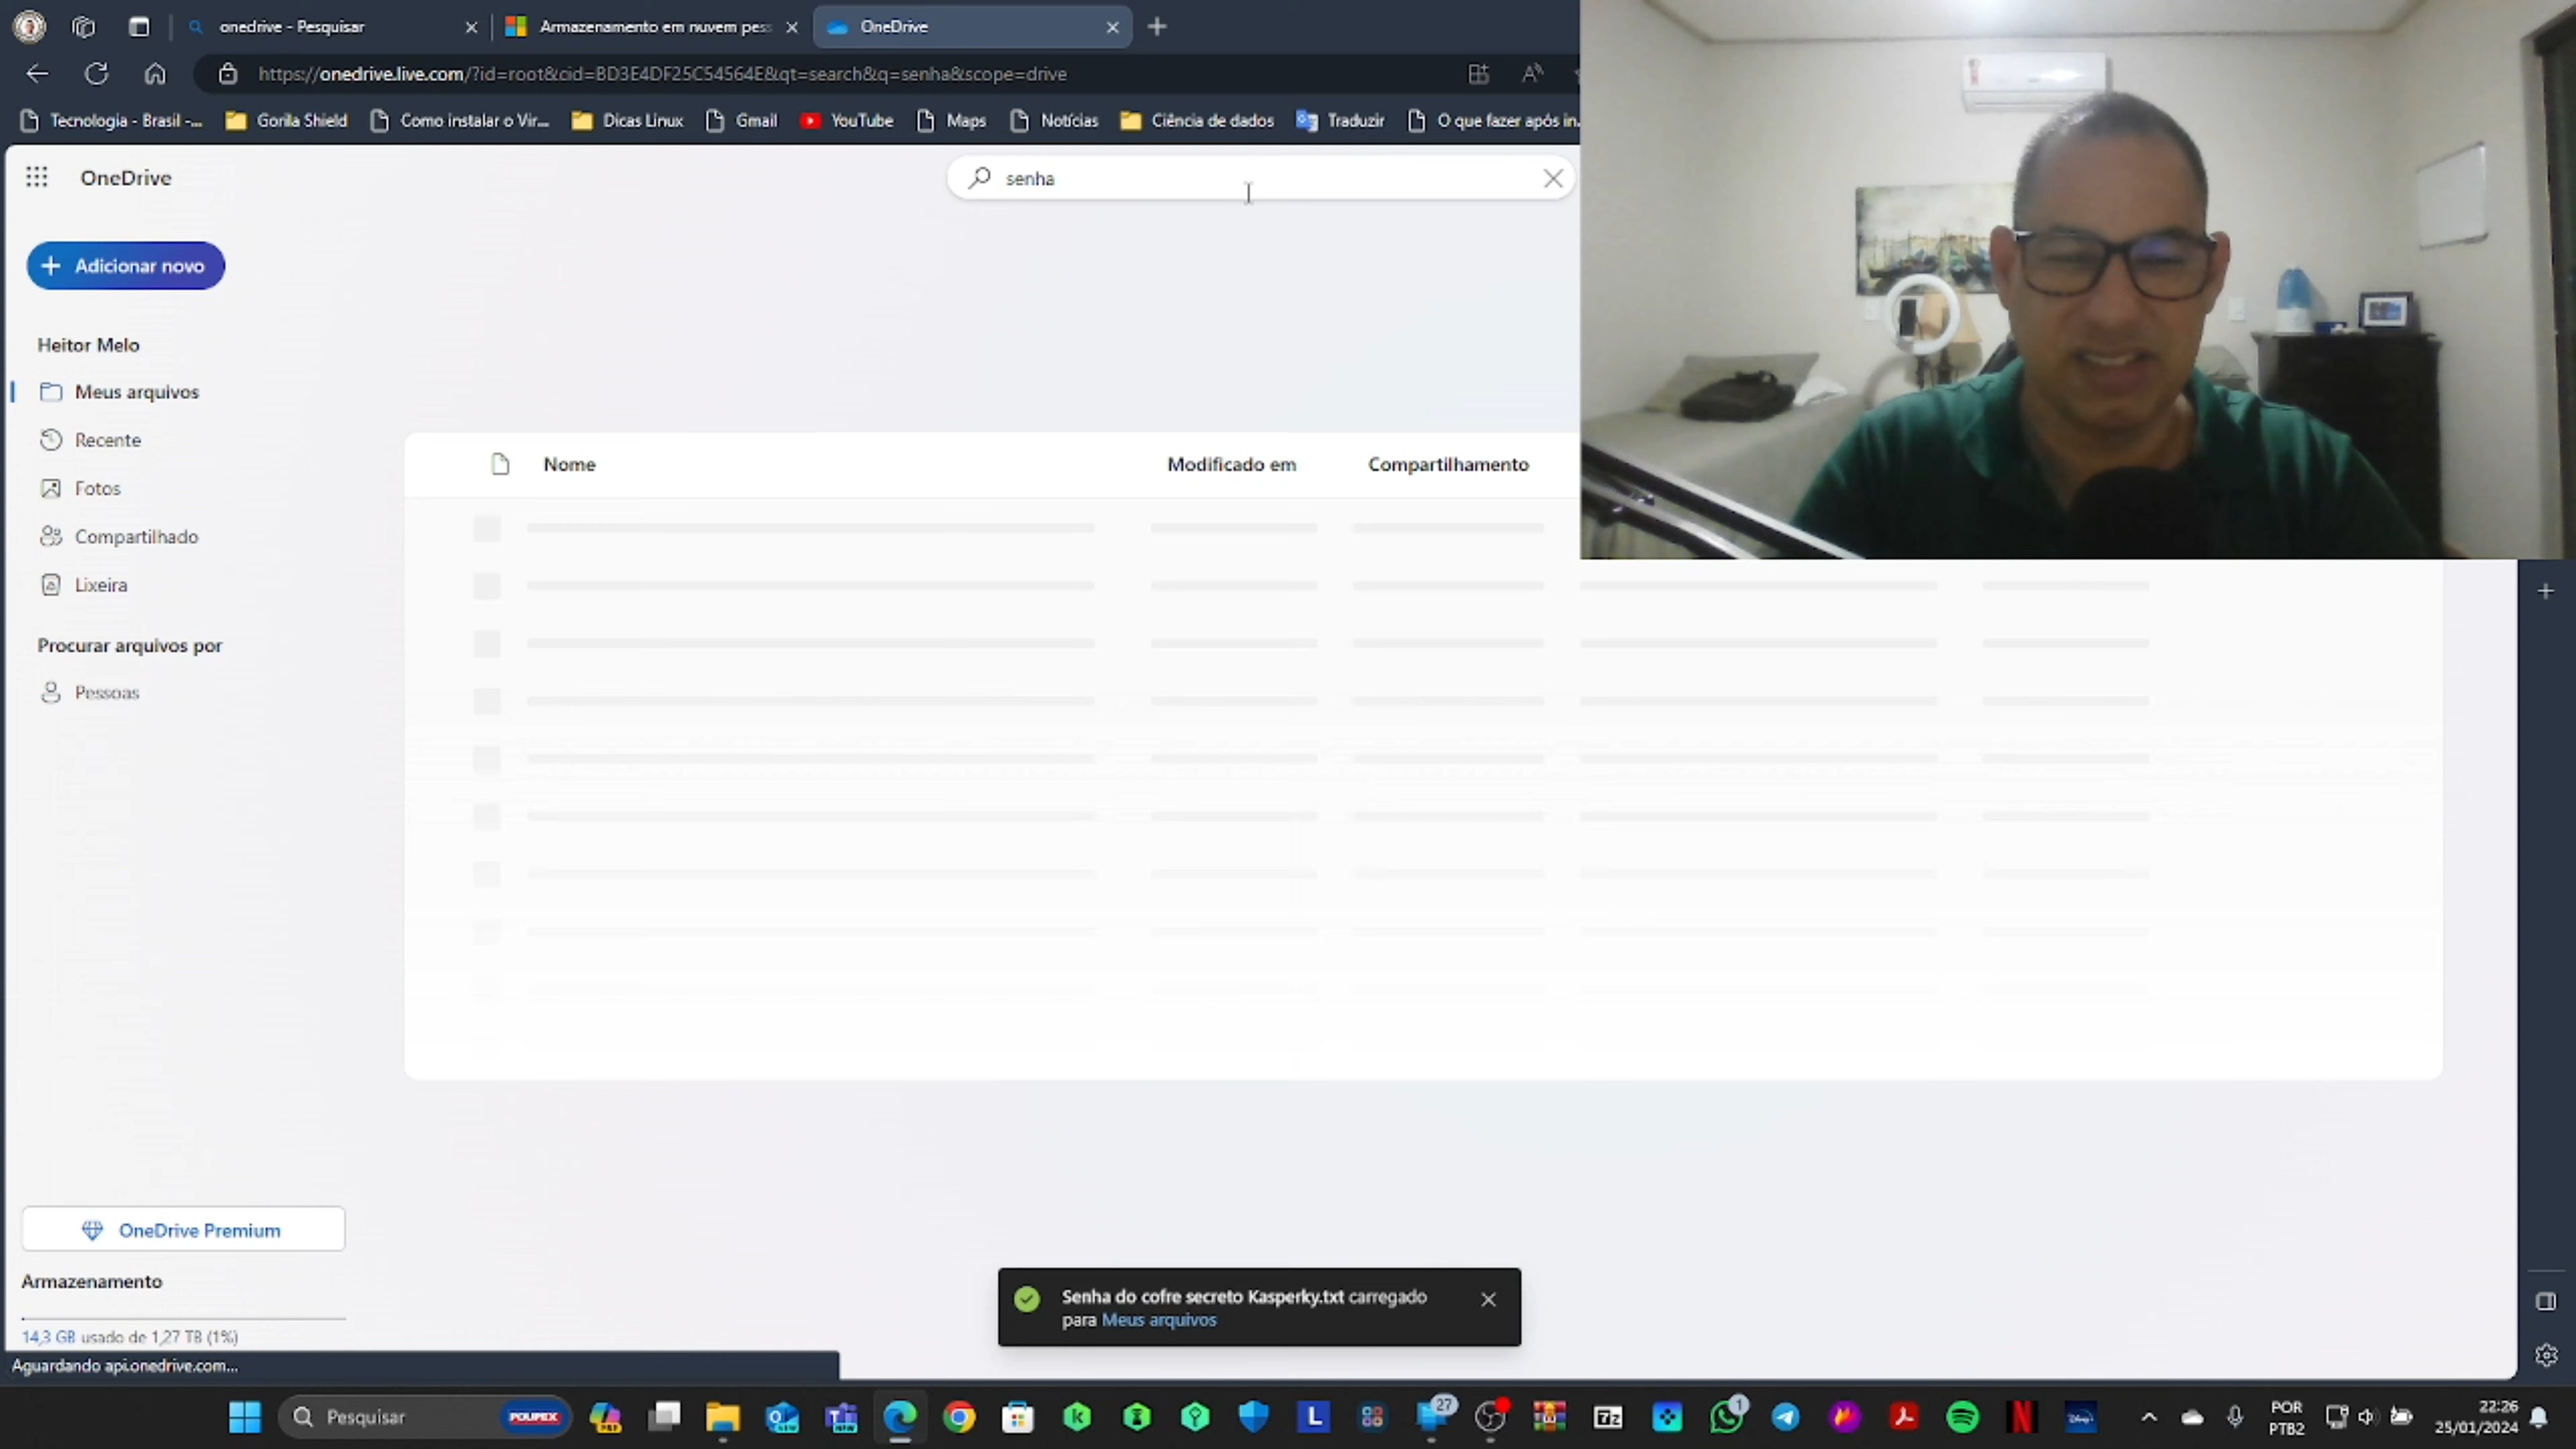 onedrive - Pesquisar
Armazenamento em nuvem pes
OneDrive
https://onedrive.live.com/?id=root&cid=BD3E4DF25C54564E&qt=search&q=senha&scope=drive
Tecnologia - Brasil -...
Gorila Shield
Como instalar o Vir...
Dicas Linux
Gmail
YouTube
Maps
Notícias
Ciência de dados
Traduzir
O que fazer após in.
OneDrive
senha
Adicionar novo
Heitor Melo
Meus arquivos
Recente
Fotos
Compartilhado
Lixeira
Procurar arquivos por
Pessoas
Nome
Modificado em
Compartilhamento
OneDrive Premium
Armazenamento
14,3 GB usado de 1,27 TB (1%)
Senha do cofre secreto Kasperky.txt carregado
para Meus arquivos
Aguardando api.onedrive.com...
Pesquisar
POUPEX
27
1
POR
PTB2
22:26
25/01/2024